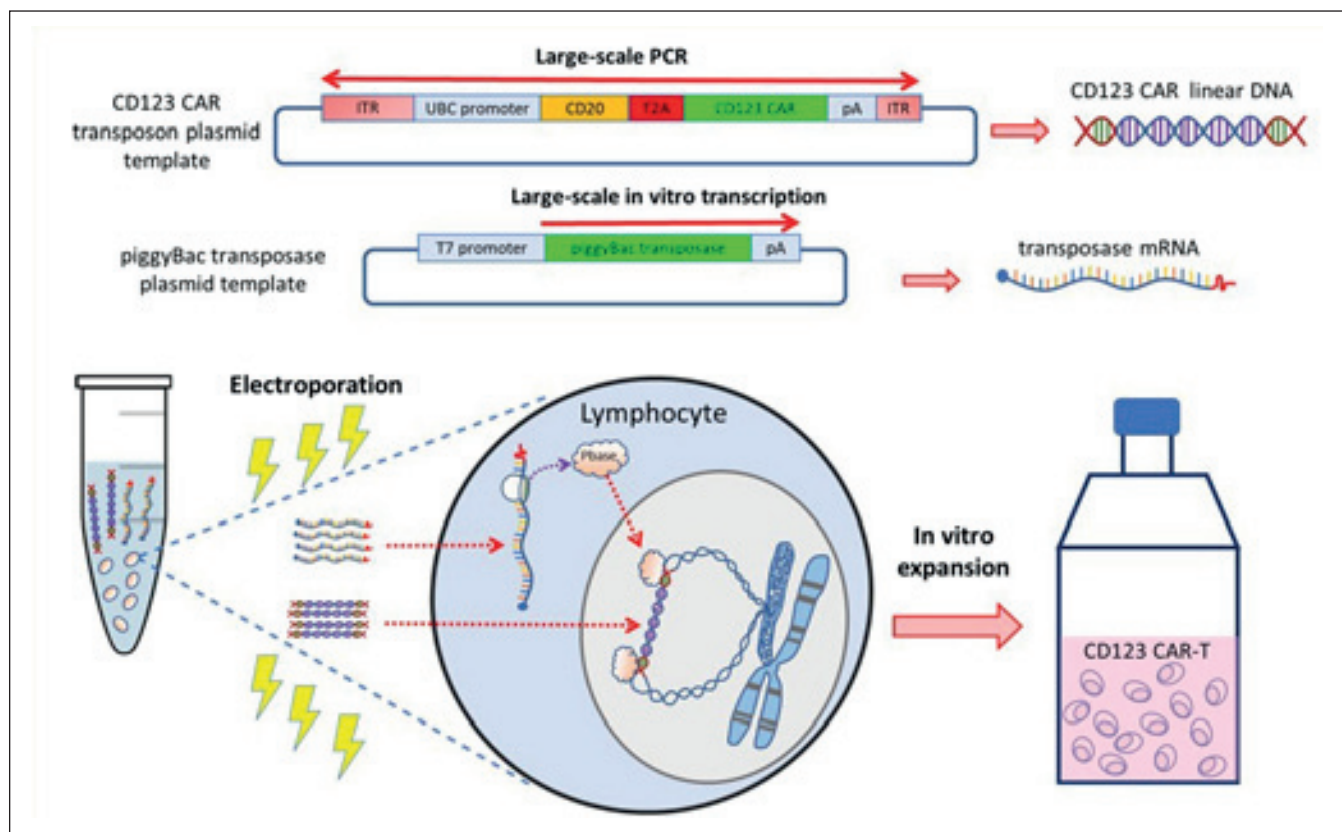 Large-scale PCR
CD123 CAR
transposon plasmid
template
ITR UBC promoter CD20 T2A CD123 CAR pA ITR
CD123 CAR linear DNA
Large-scale in vitro transcription
piggyBac transposase
plasmid template
T7 promoter piggyBac transposase pA
transposase mRNA
Electroporation
Lymphocyte
Pbase
In vitro
expansion
CD123 CAR-T